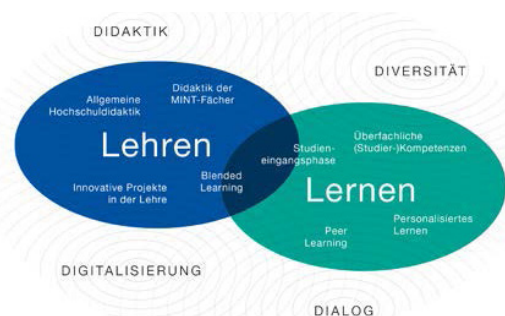 DIDAKTIK
DIVERSITÄT
Didaktik der
MINT-Fächer
Allgemeine
Hochschuldidaktik
Lehren
Innovative Projekte
in der Lehre
Blended
Learning
Studien-
eingangsphase
Überfachliche
(Studier-)Kompetenzen
Lernen
Peer
Learning
Personalisiertes
Lernen
DIGITALISIERUNG
DIALOG